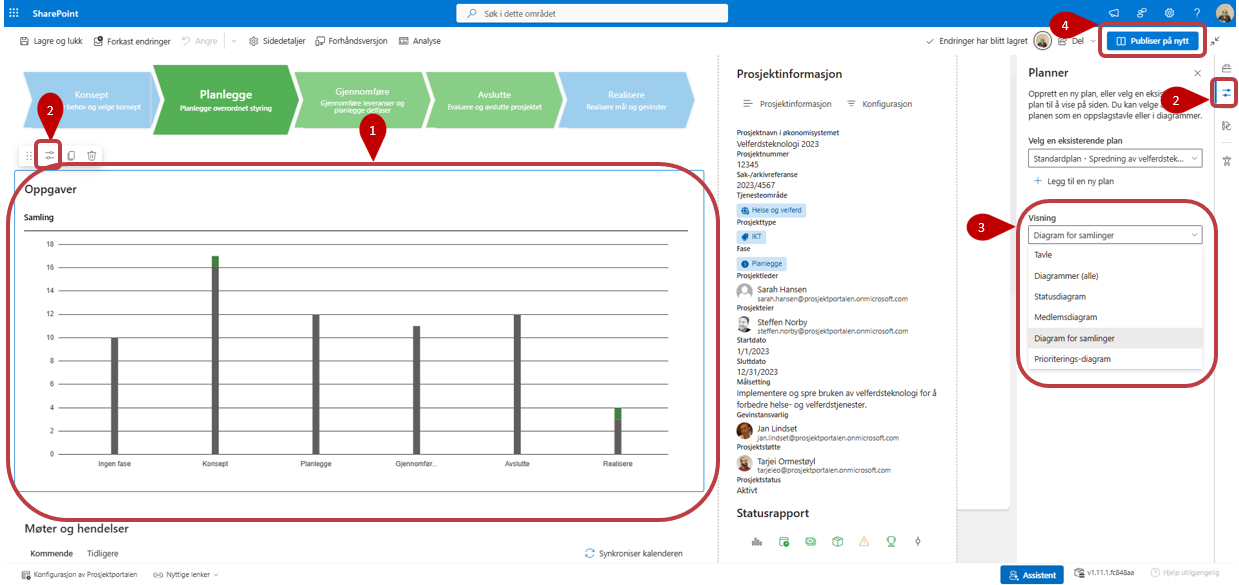 SharePoint
Søk i dette området
4
Lagre og lukk
Forkast endringer
Angre
Sidedetaljer
Forhåndsversjon
Analyse
Endringer har blitt lagret
Del
Publiser på nytt
Konsept
behov og velge konsept
Planlegge
Planlegge overordnet styring
Gjennomføre
Gjennomføre leveranser og
planlegge delfaser
Avslutte
Evaluere og avslutte prosjektet
Realisere
Realisere mål og gevinster
2
1
Oppgaver
Samling
18
16
14
12
10
8
6
4
2
0
Ingen fase
Konsept
Planlegge
Gjennomfør...
Avslutte
Realisere
Møter og hendelser
Kommende
Tidligere
Synkroniser kalenderen
Prosjektinformasjon
Prosjektinformasjon
Konfigurasjon
Prosjektnavn i økonomisystemet
Velferdsteknologi 2023
Prosjektnummer
12345
Sak-/arkivreferanse
2023/4567
Tjenesteområde
Helse og velferd
Prosjekttype
IKT
Fase
Planlegge
Prosjektleder
Sarah Hansen
sarah.hansen@prosjektportalen.onmicrosoft.com
Prosjekteier
Steffen Norby
steffen.norby@prosjektportalen.onmicrosoft.com
Startdato
1/1/2023
Sluttdato
12/31/2023
Målsetting
Implementere og spre bruken av velferdsteknologi for å
forbedre helse- og velferdstjenester.
Gevinstansvarlig
Jan Lindset
jan.lindset@prosjektportalen.onmicrosoft.com
Prosjektstøtte
Tarjei Ormestøyl
tarjeieo@prosjektportalen.onmicrosoft.com
Prosjektstatus
Aktivt
Statusrapport
Planner
Opprett en ny plan, eller velg en eksis
plan til å vise på siden. Du kan velge
planen som en oppslagstavle eller i diagrammer.
2
Velg en eksisterende plan
Standardplan - Spredning av velferdstek...
Legg til en ny plan
3
Visning
Diagram for samlinger
Tavle
Diagrammer (alle)
Statusdiagram
Medlemsdiagram
Diagram for samlinger
Prioriterings-diagram
Konfigurasjon av Prosjektportalen
Nyttige lenker
Assistent
v1.11.1.fc848aa
Hjelp utilgjengelig